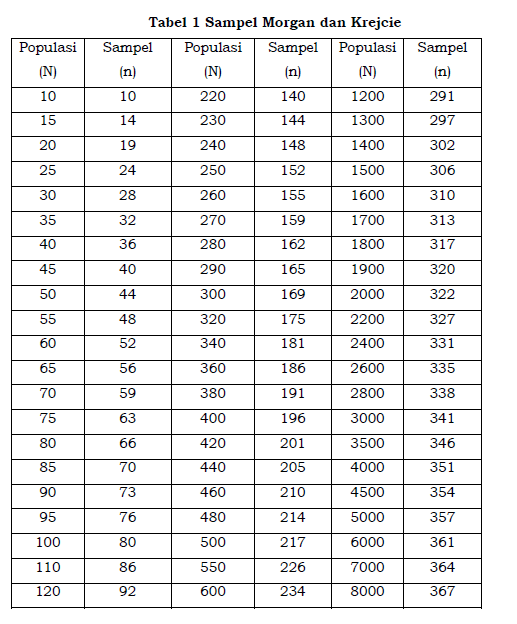 Tabel 1 Sampel Morgan dan Krejcie
Populasi (N) Sampel (n) Populasi (N) Sampel (n) Populasi (N) Sampel (n)
10 10 220 140 1200 291
15 14 230 144 1300 297
20 19 240 148 1400 302
25 24 250 152 1500 306
30 28 260 155 1600 310
35 32 270 159 1700 313
40 36 280 162 1800 317
45 40 290 165 1900 320
50 44 300 169 2000 322
55 48 320 175 2200 327
60 52 340 181 2400 331
65 56 360 186 2600 335
70 59 380 191 2800 338
75 63 400 196 3000 341
80 66 420 201 3500 346
85 70 440 205 4000 351
90 73 460 210 4500 354
95 76 480 214 5000 357
100 80 500 217 6000 361
110 86 550 226 7000 364
120 92 600 234 8000 367